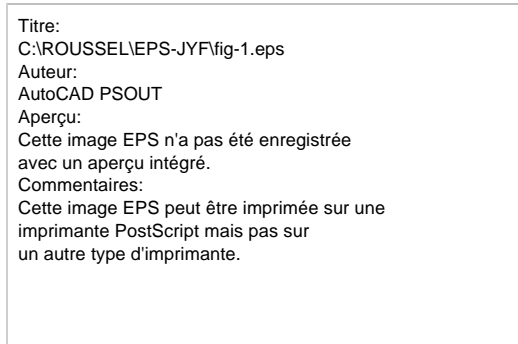 Titre:
C:\ROUSSEL\EPS-JYF\fig-1.eps
Auteur:
AutoCAD PSOUT
Aperçu:
Cette image EPS n'a pas été enregistrée
avec un aperçu intégré.
Commentaires:
Cette image EPS peut être imprimée sur une
imprimante PostScript mais pas sur
un autre type d'imprimante.